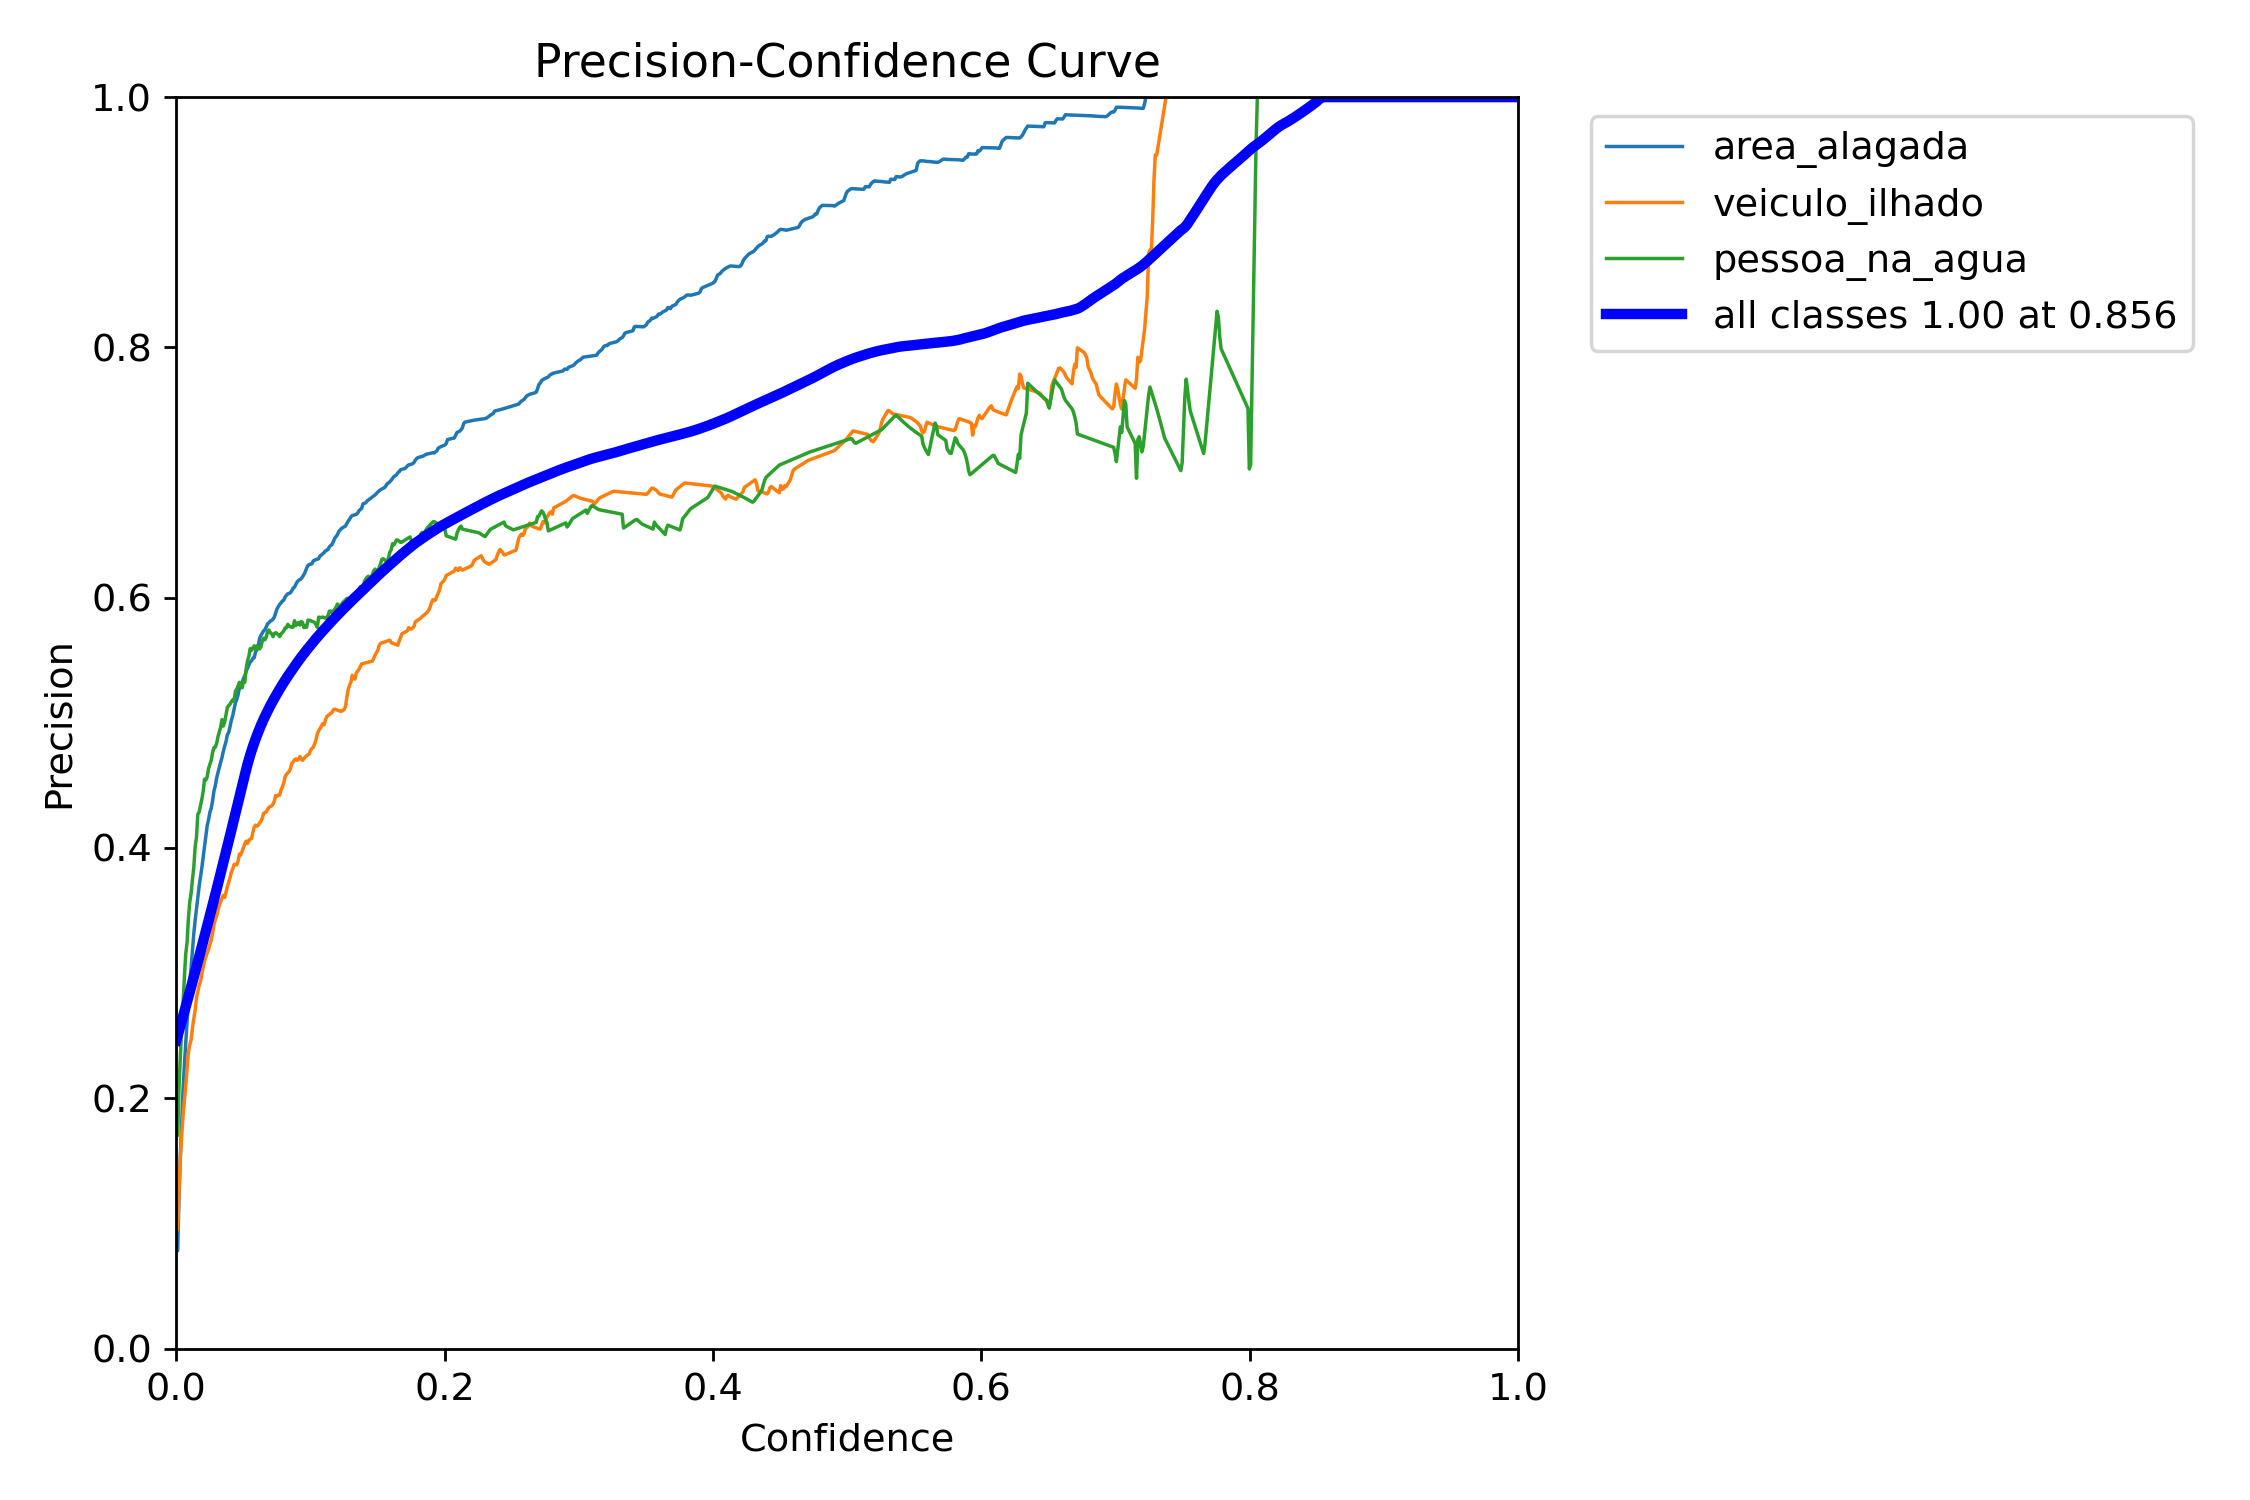 Precision-Confidence Curve
1.0
0.8
0.6
0.4
0.2
0.0
Precision
0.0 0.2 0.4 0.6 0.8 1.0
Confidence
area_alagada
veiculo_ilhado
pessoa_na_agua
all classes 1.00 at 0.856